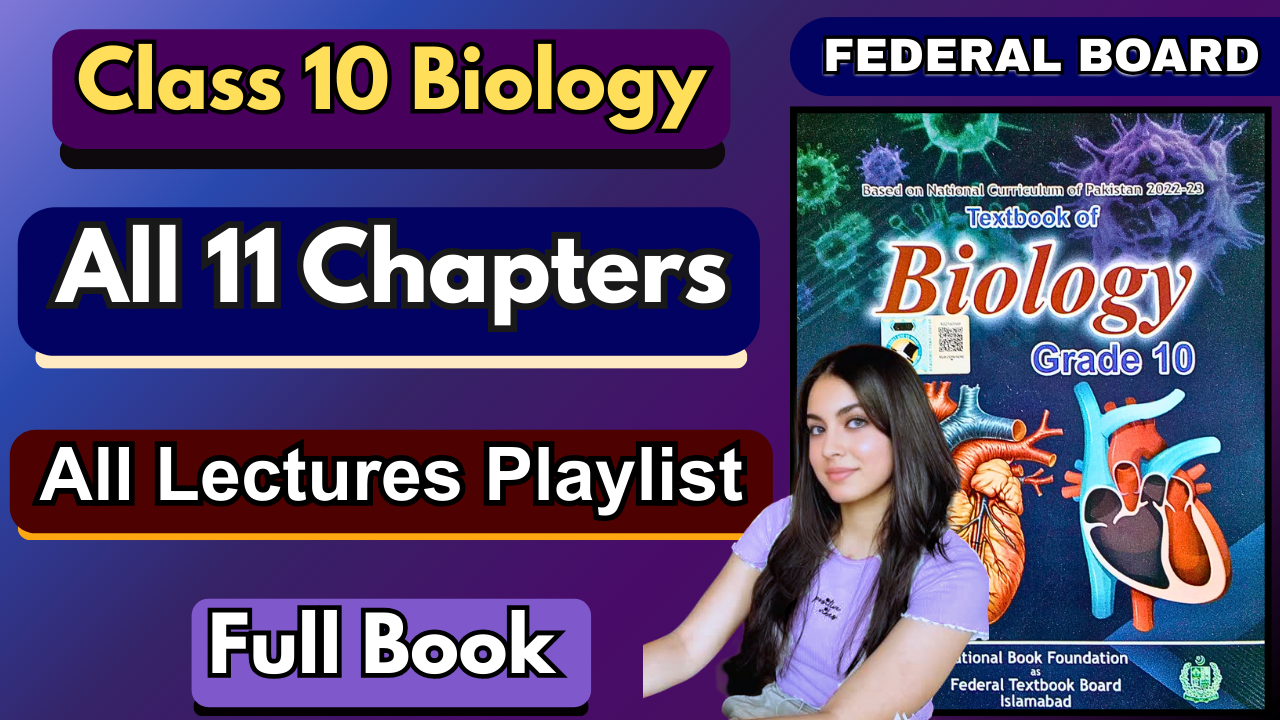 Class 10 Biology
All 11 Chapters
All Lectures Playlist
Full Book
FEDERAL BOARD
Based on National Curriculum of Pakistan 2022-23
Textbook of
Biology
Grade 10
Book Foundation
as
Federal Textbook Board
Islamabad